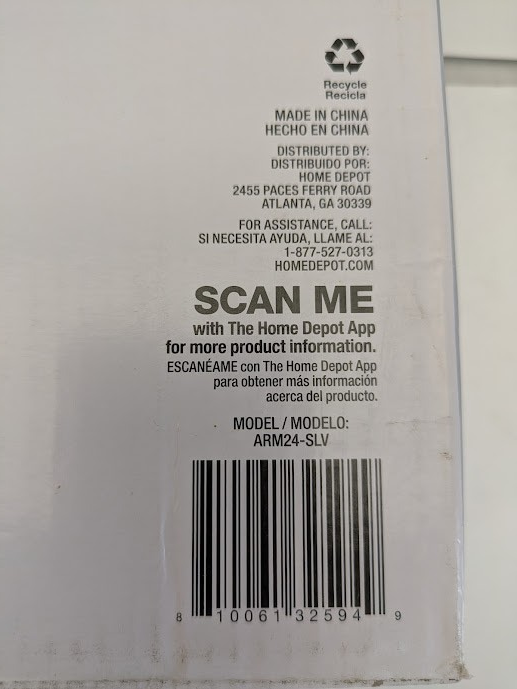 Recycle
Recicla
MADE IN CHINA
HECHO EN CHINA
DISTRIBUTED BY:
DISTRIBUIDO POR:
HOME DEPOT
2455 PACES FERRY ROAD
ATLANTA, GA 30339
FOR ASSISTANCE, CALL:
SI NECESITA AYUDA, LLAME AL:
1-877-527-0313
HOMEDEPOT.COM
SCAN ME
with The Home Depot App
for more product information.
ESCANÉAME con The Home Depot App
para obtener más información
acerca del producto.
MODEL / MODELO:
ARM24-SLV
8 10061 32594 9